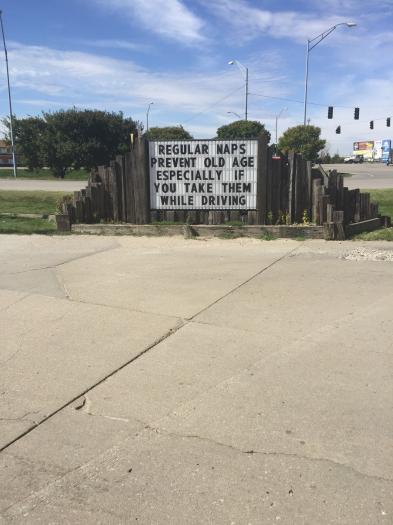 REGULAR NAPS
PREVENT OLD AGE
ESPECIALLY IF
YOU TAKE THEM
WHILE DRIVING